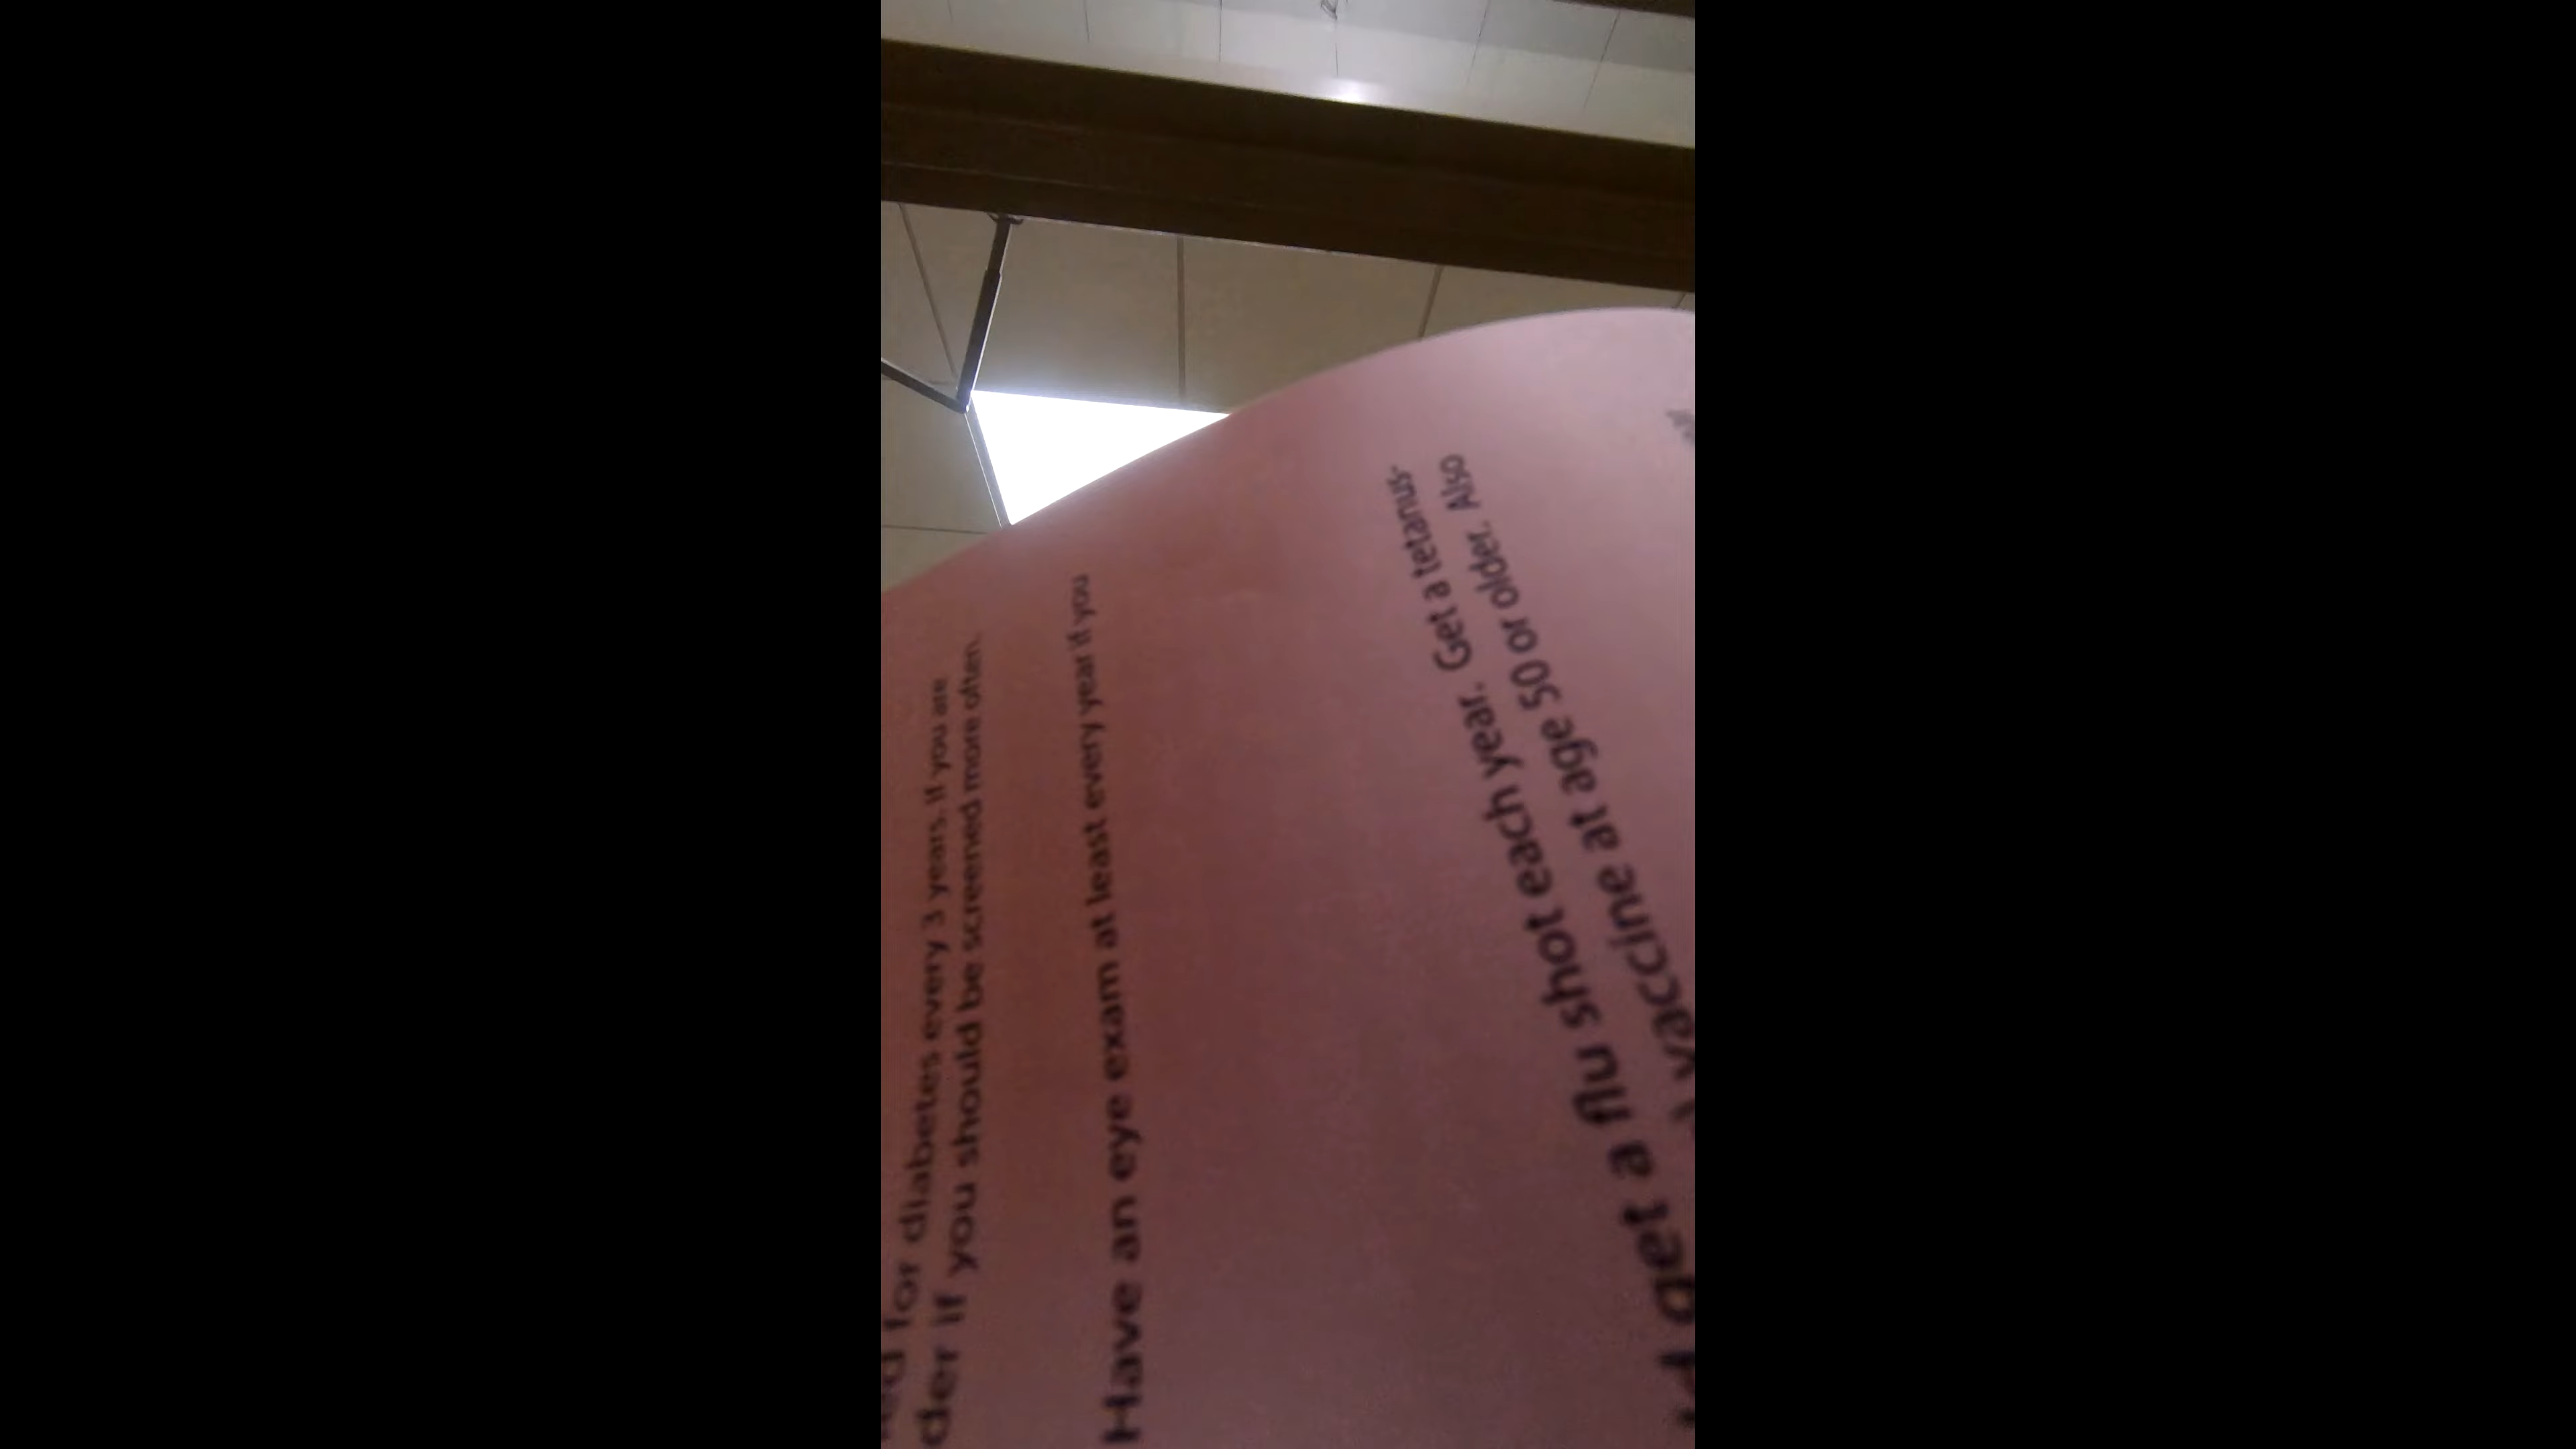 for diabetes every 3 years. If you are
der if you should be screened more often.
Have an eye exam at least every year if you
get a flu shot each year. Get a tetanus-
vaccine at age 50 or older. Also